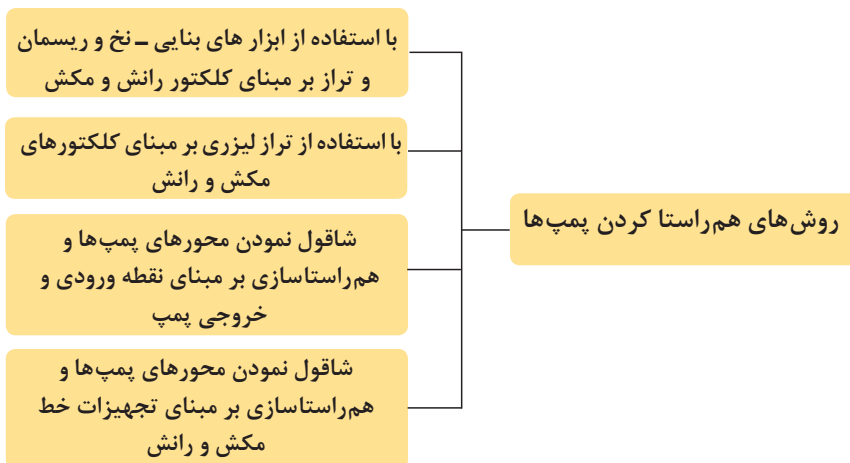 روش‌های هم‌راستا کردن پمپ‌ها
با استفاده از ابزار های بنایی ـ نخ و ریسمان
و تراز بر مبنای کلکتور رانش و مکش
با استفاده از تراز لیزری بر مبنای کلکتورهای
مکش و رانش
شاقول نمودن محورهای پمپ‌ها و
هم‌راستاسازی بر مبنای نقطه ورودی و
خروجی پمپ
شاقول نمودن محورهای پمپ‌ها و
هم‌راستاسازی بر مبنای تجهیزات خط
مکش و رانش